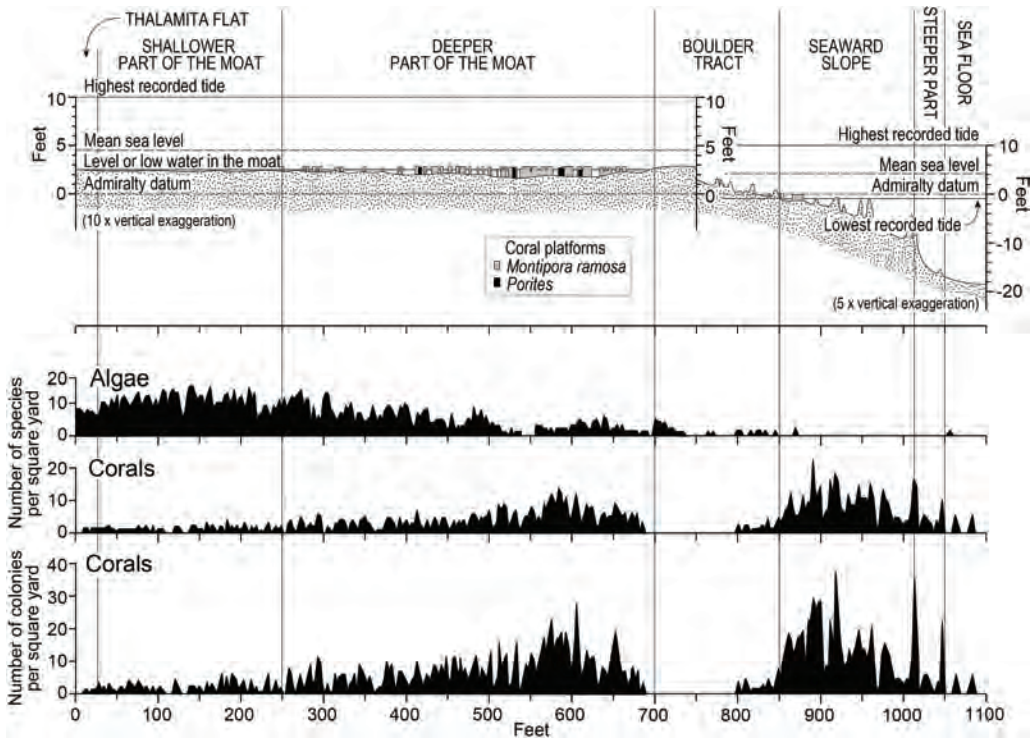 THALAMITA FLAT
SHALLOWER
PART OF THE MOAT
DEEPER
PART OF THE MOAT
BOULDER
TRACT
SEAWARD
SLOPE
STEEPER PART
SEA FLOOR
Highest recorded tide
Mean sea level
Level or low water in the moat
Admiralty datum
(10 x vertical exaggeration)
Feet
10
5
0
Feet
10
5
0
Coral platforms
Montipora ramosa
Porites
Highest recorded tide
Mean sea level
Admiralty datum
Lowest recorded tide
(5 x vertical exaggeration)
10
0
-10
-20
Feet
Algae
20
10
0
Corals
20
10
0
Number of species
per square yard
Corals
40
30
20
10
0
Number of colonies
per square yard
0 100 200 300 400 500 600 700 800 900 1000 1100
Feet Feet